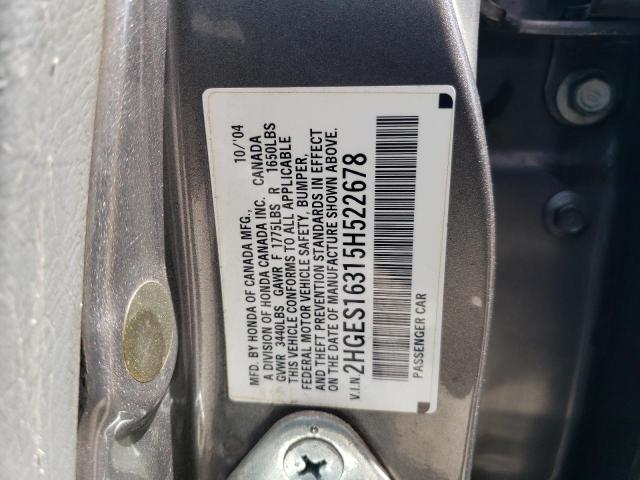 MFD. BY HONDA OF CANADA MFG., 10/'04
A DIVISION OF HONDA CANADA INC. CANADA
GVWR 3440LBS GAWR F 1775LBS R 1650LBS
THIS VEHICLE CONFORMS TO ALL APPLICABLE
FEDERAL MOTOR VEHICLE SAFETY, BUMPER,
AND THEFT PREVENTION STANDARDS IN EFFECT
ON THE DATE OF MANUFACTURE SHOWN ABOVE.
V.I.N. 2HGES16315H522678
PASSENGER CAR